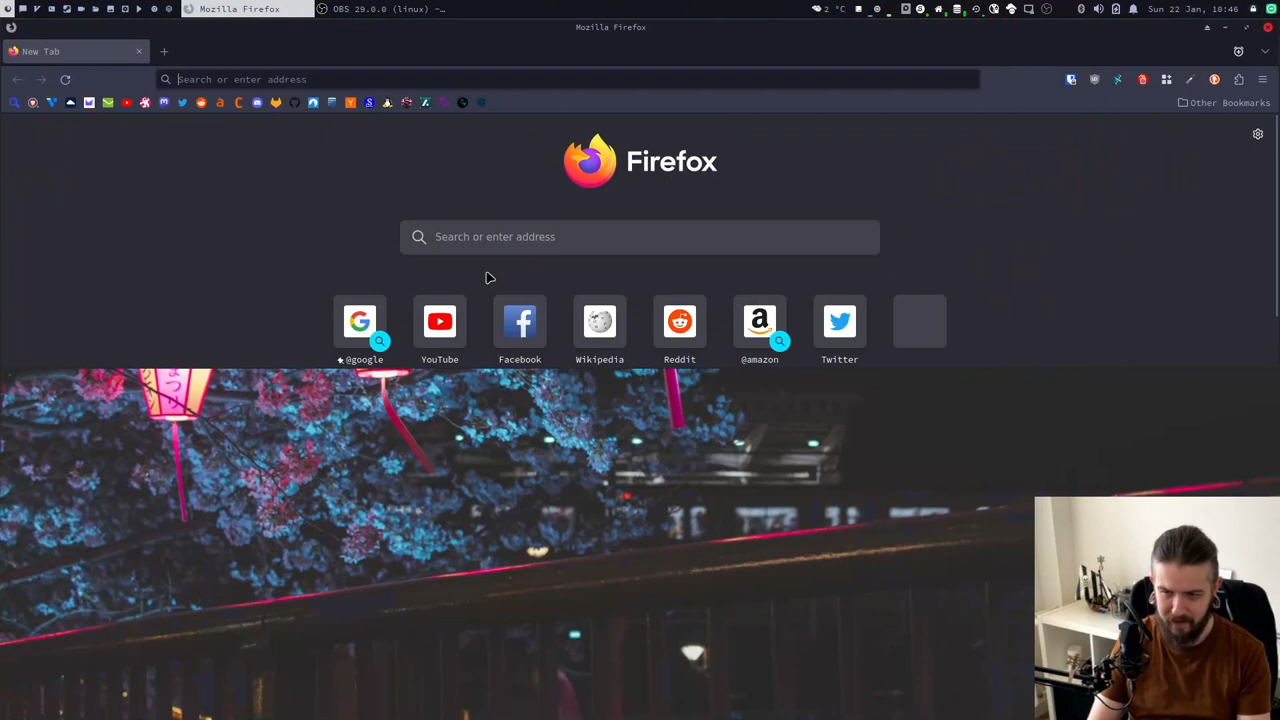 Mozilla Firefox
OBS 29.0.0 (linux) -…
2 °C
Sun 22 Jan, 10:46
Mozilla Firefox
New Tab
Search or enter address
Other Bookmarks
Firefox
Search or enter address
@google
YouTube
Facebook
Wikipedia
Reddit
@amazon
Twitter